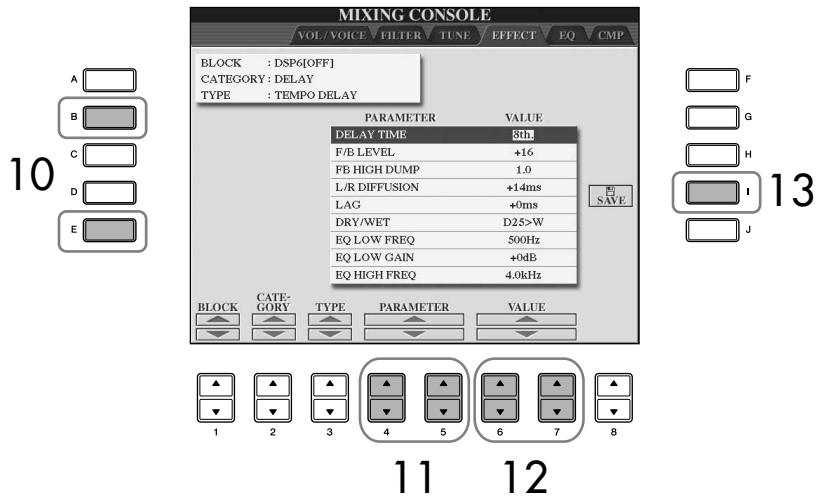 MIXING CONSOLE
VOL / VOICE FILTER TUNE EFFECT EQ CMP
BLOCK : DSP6[OFF]
CATEGORY : DELAY
TYPE : TEMPO DELAY
PARAMETER VALUE
DELAY TIME 8th.
F/B LEVEL +16
FB HIGH DUMP 1.0
L/R DIFFUSION +14ms
LAG +0ms
DRY/WET D25>W
EQ LOW FREQ 500Hz
EQ LOW GAIN +0dB
EQ HIGH FREQ 4.0kHz
SAVE
BLOCK CATE-GORY TYPE PARAMETER VALUE
A
B
C
D
E
10
F
G
H
I
J
13
1 2 3 4 5 6 7 8
11 12